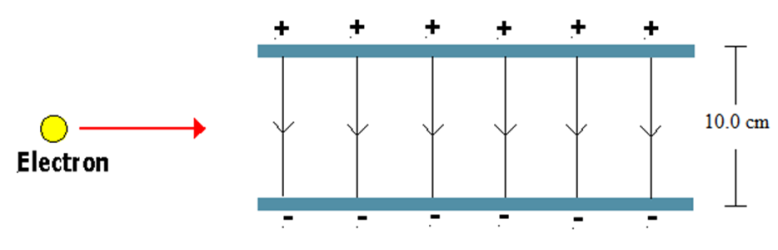 + + + + + +
10.0 cm
Electron
- - - - - -